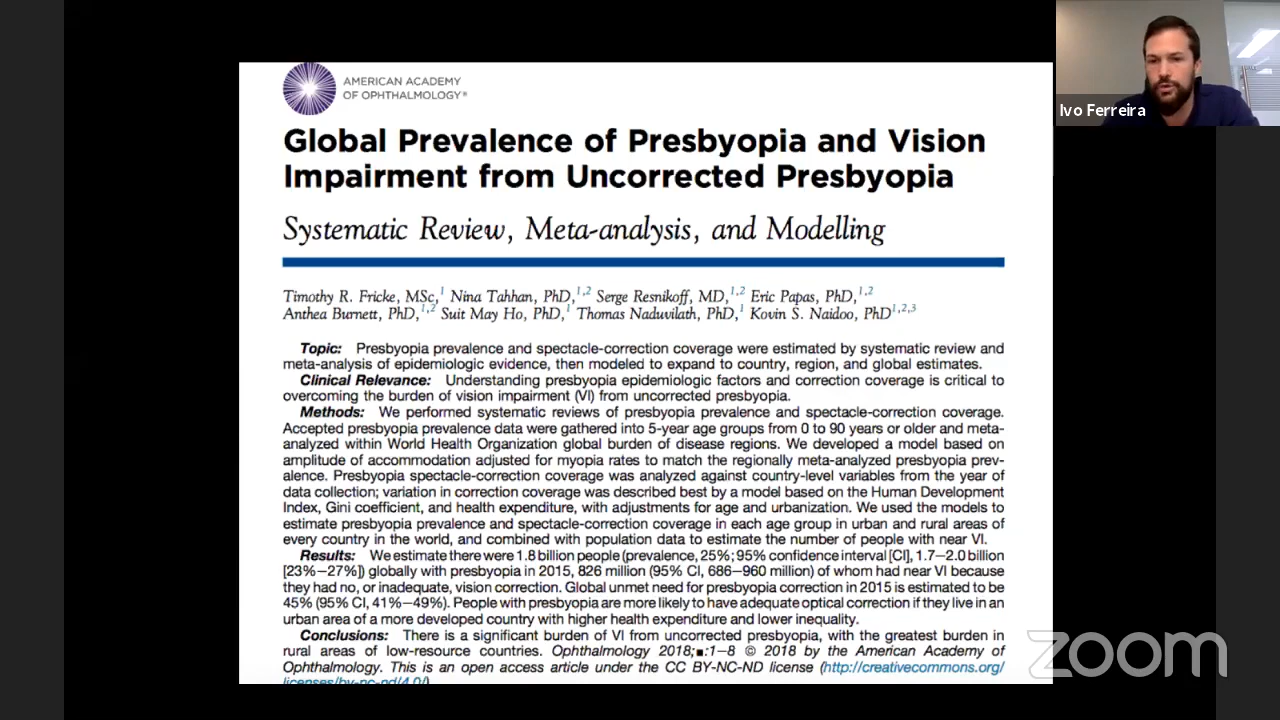 AMERICAN ACADEMY
OF OPHTHALMOLOGY®
Global Prevalence of Presbyopia and Vision
Impairment from Uncorrected Presbyopia
Systematic Review, Meta-analysis, and Modelling
Timothy R. Fricke, MSc,1 Nina Tahhan, PhD,1,2 Serge Resnikoff, MD,1,2 Eric Papas, PhD,1,2
Anthea Burnett, PhD,1,2 Suit May Ho, PhD,1 Thomas Naduvilath, PhD,1 Kovin S. Naidoo, PhD1,2,3
Topic: Presbyopia prevalence and spectacle-correction coverage were estimated by systematic review and
meta-analysis of epidemiologic evidence, then modeled to expand to country, region, and global estimates.
Clinical Relevance: Understanding presbyopia epidemiologic factors and correction coverage is critical to
overcoming the burden of vision impairment (VI) from uncorrected presbyopia.
Methods: We performed systematic reviews of presbyopia prevalence and spectacle-correction coverage.
Accepted presbyopia prevalence data were gathered into 5-year age groups from 0 to 90 years or older and meta-
analyzed within World Health Organization global burden of disease regions. We developed a model based on
amplitude of accommodation adjusted for myopia rates to match the regionally meta-analyzed presbyopia prev-
alence. Presbyopia spectacle-correction coverage was analyzed against country-level variables from the year of
data collection; variation in correction coverage was described best by a model based on the Human Development
Index, Gini coefficient, and health expenditure, with adjustments for age and urbanization. We used the models to
estimate presbyopia prevalence and spectacle-correction coverage in each age group in urban and rural areas of
every country in the world, and combined with population data to estimate the number of people with near VI.
Results: We estimate there were 1.8 billion people (prevalence, 25%; 95% confidence interval [CI], 1.7–2.0 billion
[23%–27%]) globally with presbyopia in 2015, 826 million (95% CI, 686–960 million) of whom had near VI because
they had no, or inadequate, vision correction. Global unmet need for presbyopia correction in 2015 is estimated to be
45% (95% CI, 41%–49%). People with presbyopia are more likely to have adequate optical correction if they live in an
urban area of a more developed country with higher health expenditure and lower inequality.
Conclusions: There is a significant burden of VI from uncorrected presbyopia, with the greatest burden in
rural areas of low-resource countries. Ophthalmology 2018;■:1–8 © 2018 by the American Academy of
Ophthalmology. This is an open access article under the CC BY-NC-ND license (http://creativecommons.org/
licenses/by-nc-nd/4.0/).
Ivo Ferreira
zoom